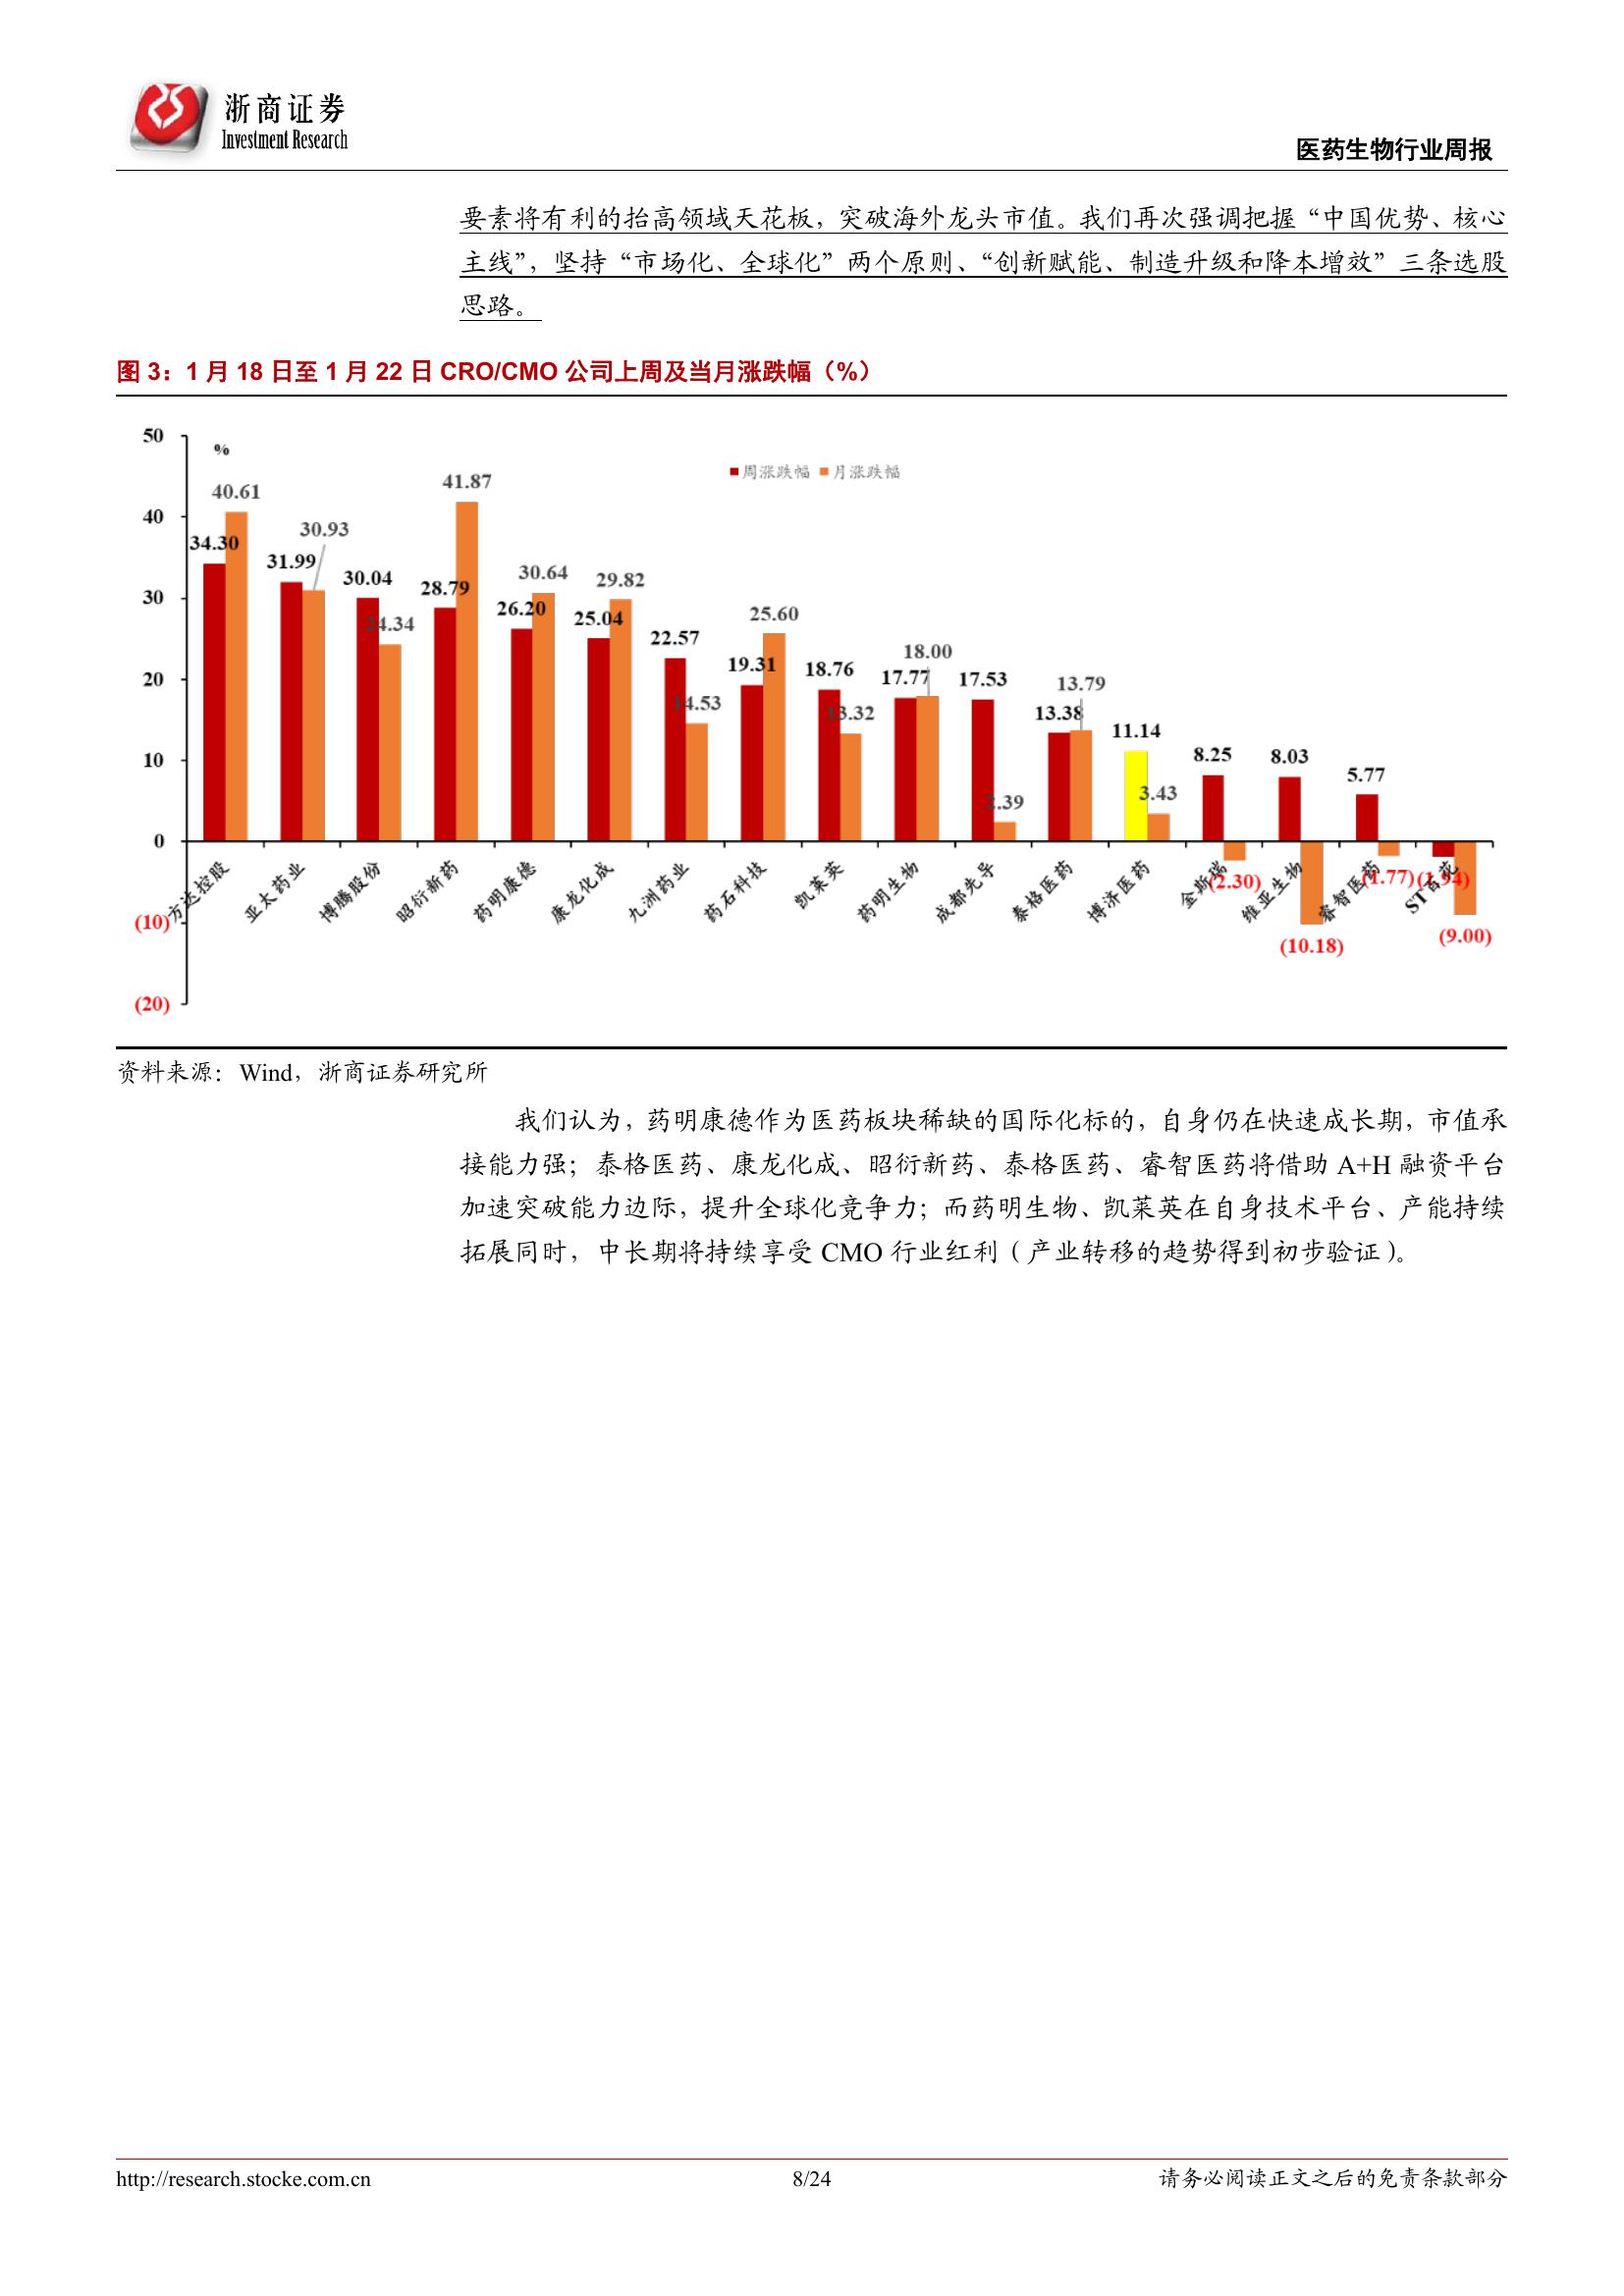 浙商证券
Investment Research
医药生物行业周报
要素将有利的抬高领域天花板，突破海外龙头市值。我们再次强调把握“中国优势、核心
主线”，坚持“市场化、全球化”两个原则、“创新赋能、制造升级和降本增效”三条选股
思路。
图 3：1 月 18 日至 1 月 22 日 CRO/CMO 公司上周及当月涨跌幅（%）
50
40
30
20
10
0
(10)
(20)
%
周涨跌幅 月涨跌幅
34.30 40.61
31.99 30.93
30.04 24.34
28.79 41.87
26.20 30.64
25.04 29.82
22.57 14.53
19.31 25.60
18.76 13.32
17.77 18.00
17.53 2.39
13.38 13.79
11.14 3.43
8.25 (2.30)
8.03 (10.18)
5.77 (1.77)
(1.94) (9.00)
方达控股
亚太药业
博腾股份
昭衍新药
药明康德
康龙化成
九洲药业
药石科技
凯莱英
药明生物
成都先导
泰格医药
博济医药
金斯瑞
维亚生物
睿智医药
ST百花
资料来源：Wind，浙商证券研究所
我们认为，药明康德作为医药板块稀缺的国际化标的，自身仍在快速成长期，市值承
接能力强；泰格医药、康龙化成、昭衍新药、泰格医药、睿智医药将借助 A+H 融资平台
加速突破能力边际，提升全球化竞争力；而药明生物、凯莱英在自身技术平台、产能持续
拓展同时，中长期将持续享受 CMO 行业红利（产业转移的趋势得到初步验证）。
http://research.stocke.com.cn
8/24
请务必阅读正文之后的免责条款部分